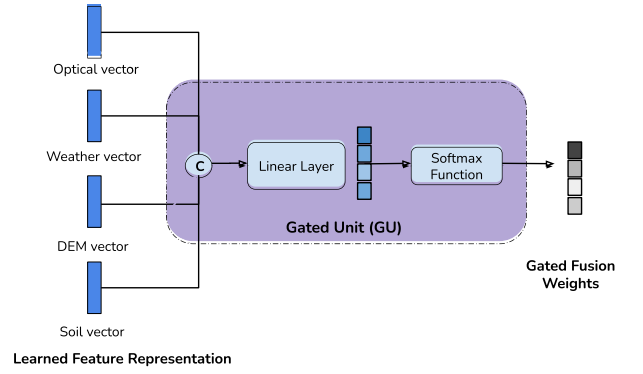 Optical vector
Weather vector
DEM vector
Soil vector
Learned Feature Representation
C
Linear Layer
Softmax
Function
Gated Unit (GU)
Gated Fusion
Weights